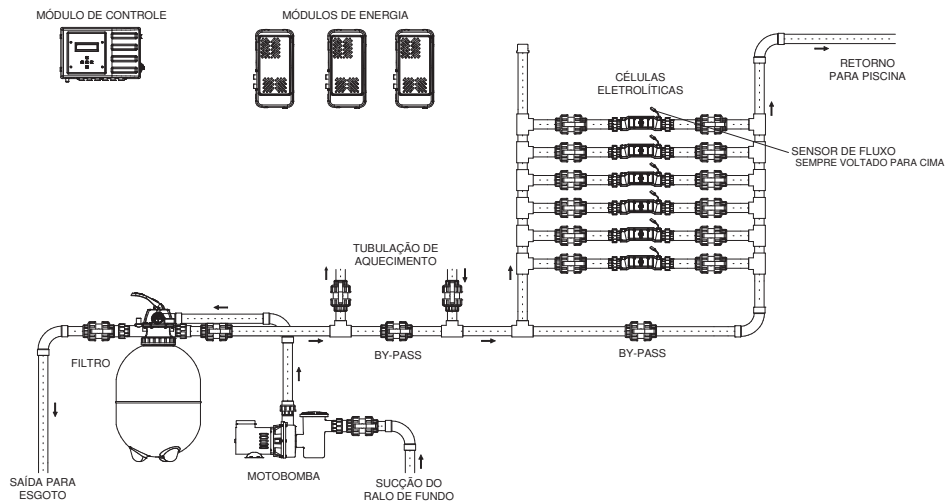 MÓDULO DE CONTROLE
MÓDULOS DE ENERGIA
RETORNO
PARA PISCINA
CÉLULAS
ELETROLÍTICAS
SENSOR DE FLUXO
SEMPRE VOLTADO PARA CIMA
TUBULAÇÃO DE
AQUECIMENTO
FILTRO
BY-PASS
BY-PASS
SAÍDA PARA
ESGOTO
MOTOBOMBA
SUCÇÃO DO
RALO DE FUNDO